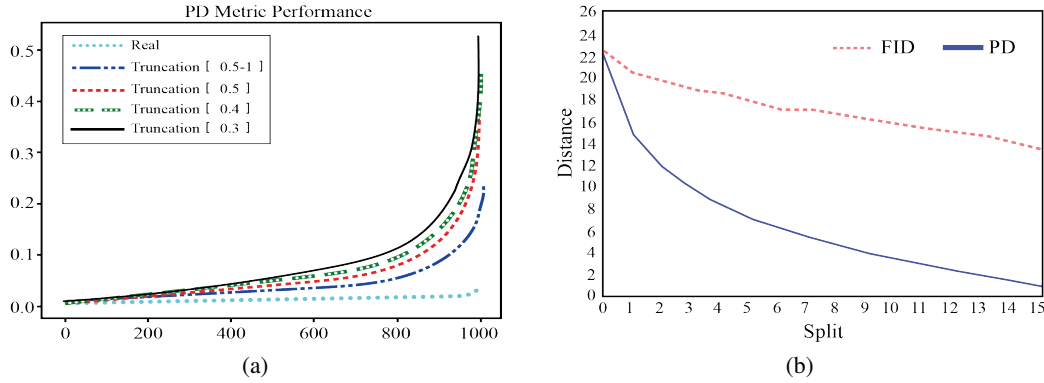 PD Metric Performance
0.5
0.4
0.3
0.2
0.1
0.0
Real
Truncation [ 0.5-1 ]
Truncation [ 0.5 ]
Truncation [ 0.4 ]
Truncation [ 0.3 ]
0 200 400 600 800 1000
(a)
26
24
22
20
18
16
14
12
10
8
6
4
2
0
Distance
FID PD
0 1 2 3 4 5 6 7 8 9 10 11 12 13 14 15
Split
(b)